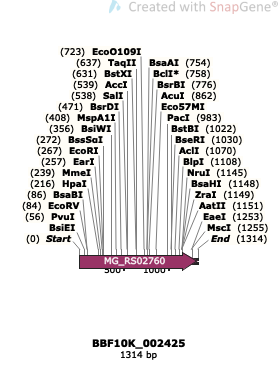 Created with SnapGene®
(723) EcoO109I
(637) TaqII BsaAI (754)
(631) BstXI BclI* (758)
(539) AccI BsrBI (776)
(538) SalI AcuI (862)
(471) BsrDI Eco57MI
(408) MspA1I PacI (983)
(356) BsiWI BstBI (1022)
(272) BssSαI BseRI (1030)
(267) EcoRI AclI (1070)
(257) EarI BlpI (1108)
(239) MmeI NruI (1145)
(216) HpaI BsaHI (1148)
(86) BsaBI ZraI (1149)
(84) EcoRV AatII (1151)
(56) PvuI EaeI (1253)
BsiEI MscI (1255)
(0) Start End (1314)
MG_RS02760
500 1000
BBF10K_002425
1314 bp